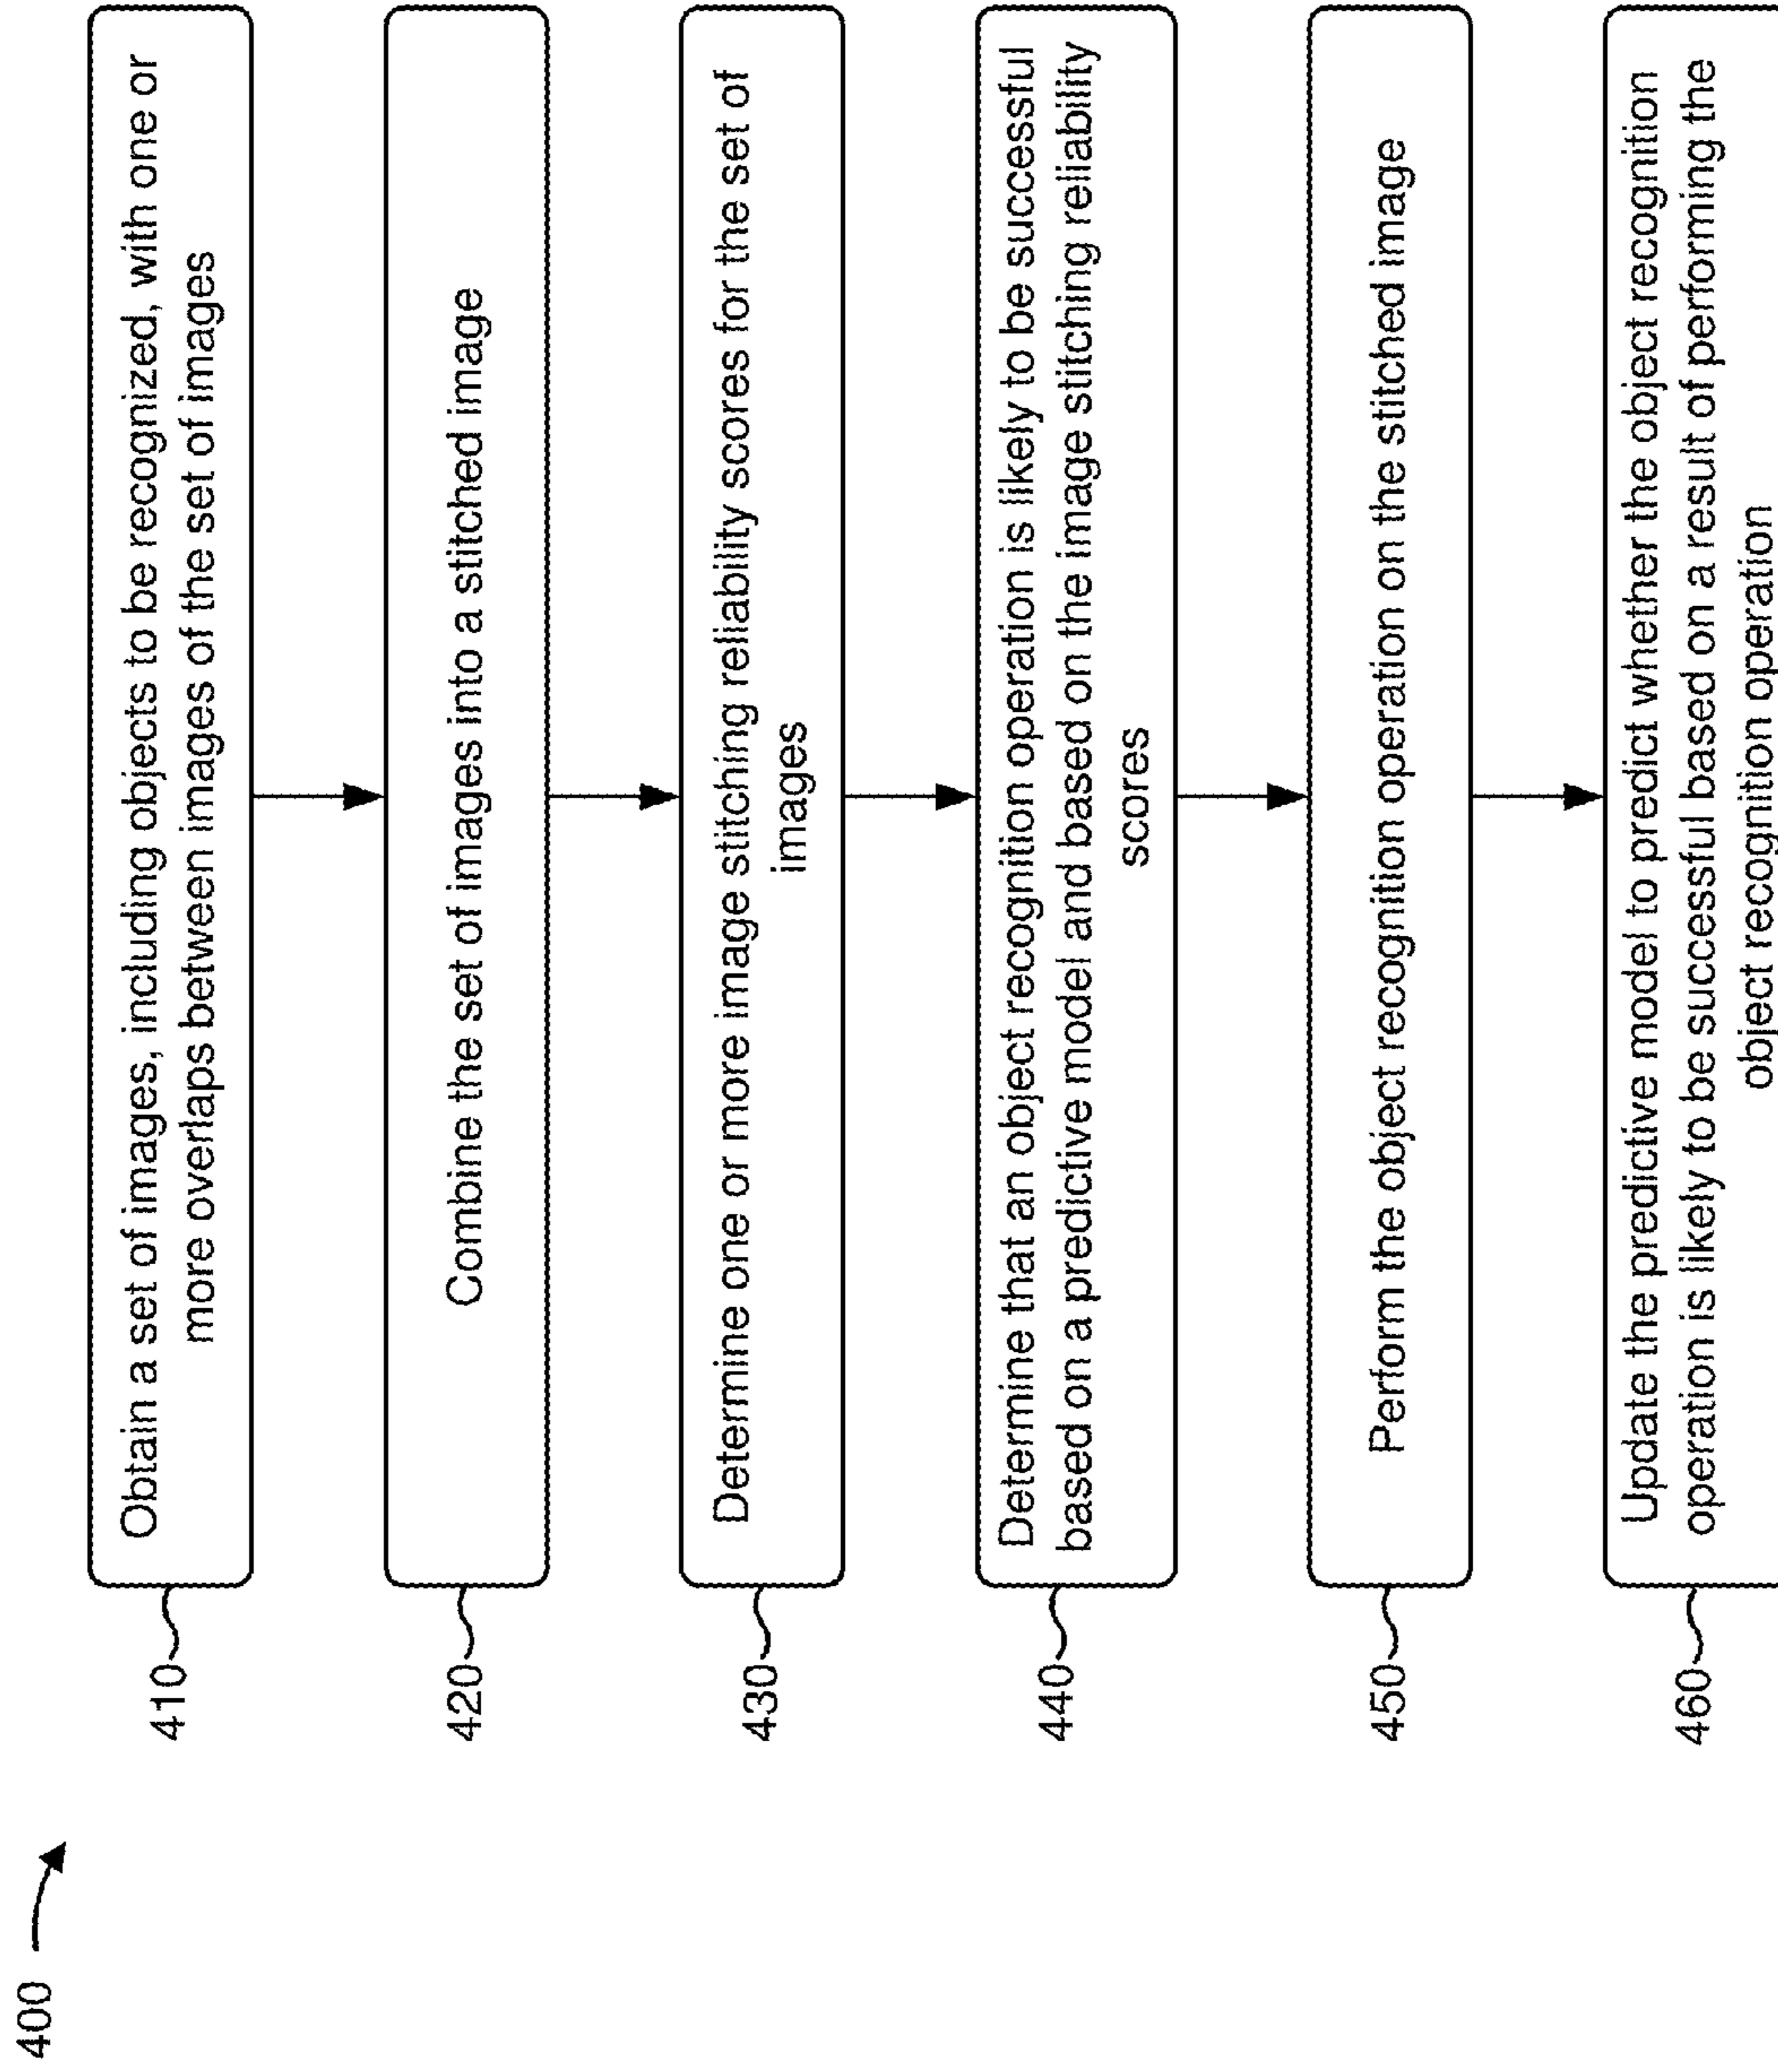 400
410
Obtain a set of images, including objects to be recognized, with one or
more overlaps between images of the set of images
420
Combine the set of images into a stitched image
430
Determine one or more image stitching reliability scores for the set of
images
440
Determine that an object recognition operation is likely to be successful
based on a predictive model and based on the image stitching reliability
scores
450
Perform the object recognition operation on the stitched image
460
Update the predictive model to predict whether the object recognition
operation is likely to be successful based on a result of performing the
object recognition operation